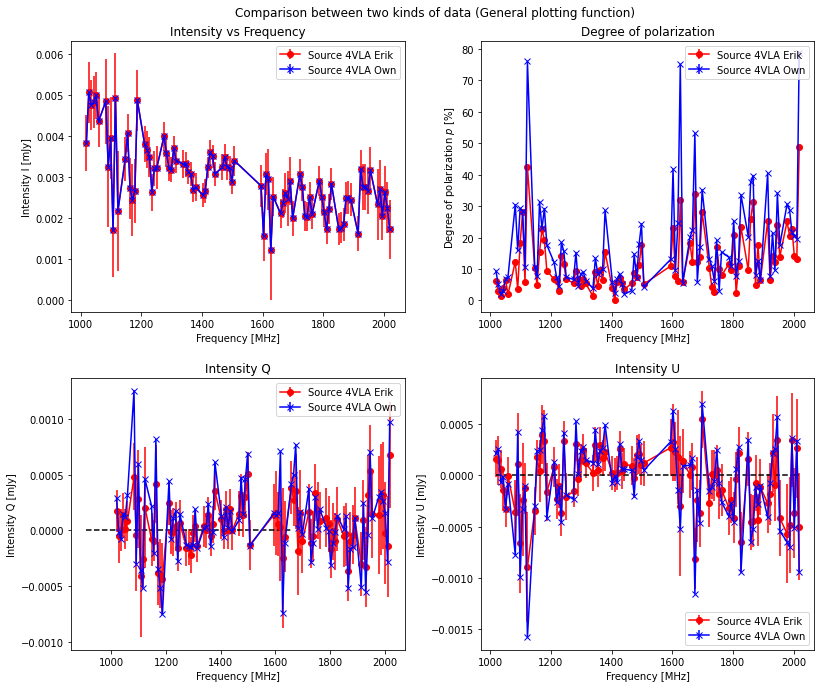 Comparison between two kinds of data (General plotting function)
Intensity vs Frequency
Source 4VLA Erik
Source 4VLA Own
Intensity I [mJy]
0.006
0.005
0.004
0.003
0.002
0.001
0.000
1000 1200 1400 1600 1800 2000
Frequency [MHz]
Degree of polarization
Source 4VLA Erik
Source 4VLA Own
Degree of polarization p [%]
80
70
60
50
40
30
20
10
0
1000 1200 1400 1600 1800 2000
Frequency [MHz]
Intensity Q
Source 4VLA Erik
Source 4VLA Own
Intensity Q [mJy]
0.0010
0.0005
0.0000
−0.0005
−0.0010
1000 1200 1400 1600 1800 2000
Frequency [MHz]
Intensity U
Intensity U [mJy]
0.0005
0.0000
−0.0005
−0.0010
−0.0015
Source 4VLA Erik
Source 4VLA Own
1000 1200 1400 1600 1800 2000
Frequency [MHz]